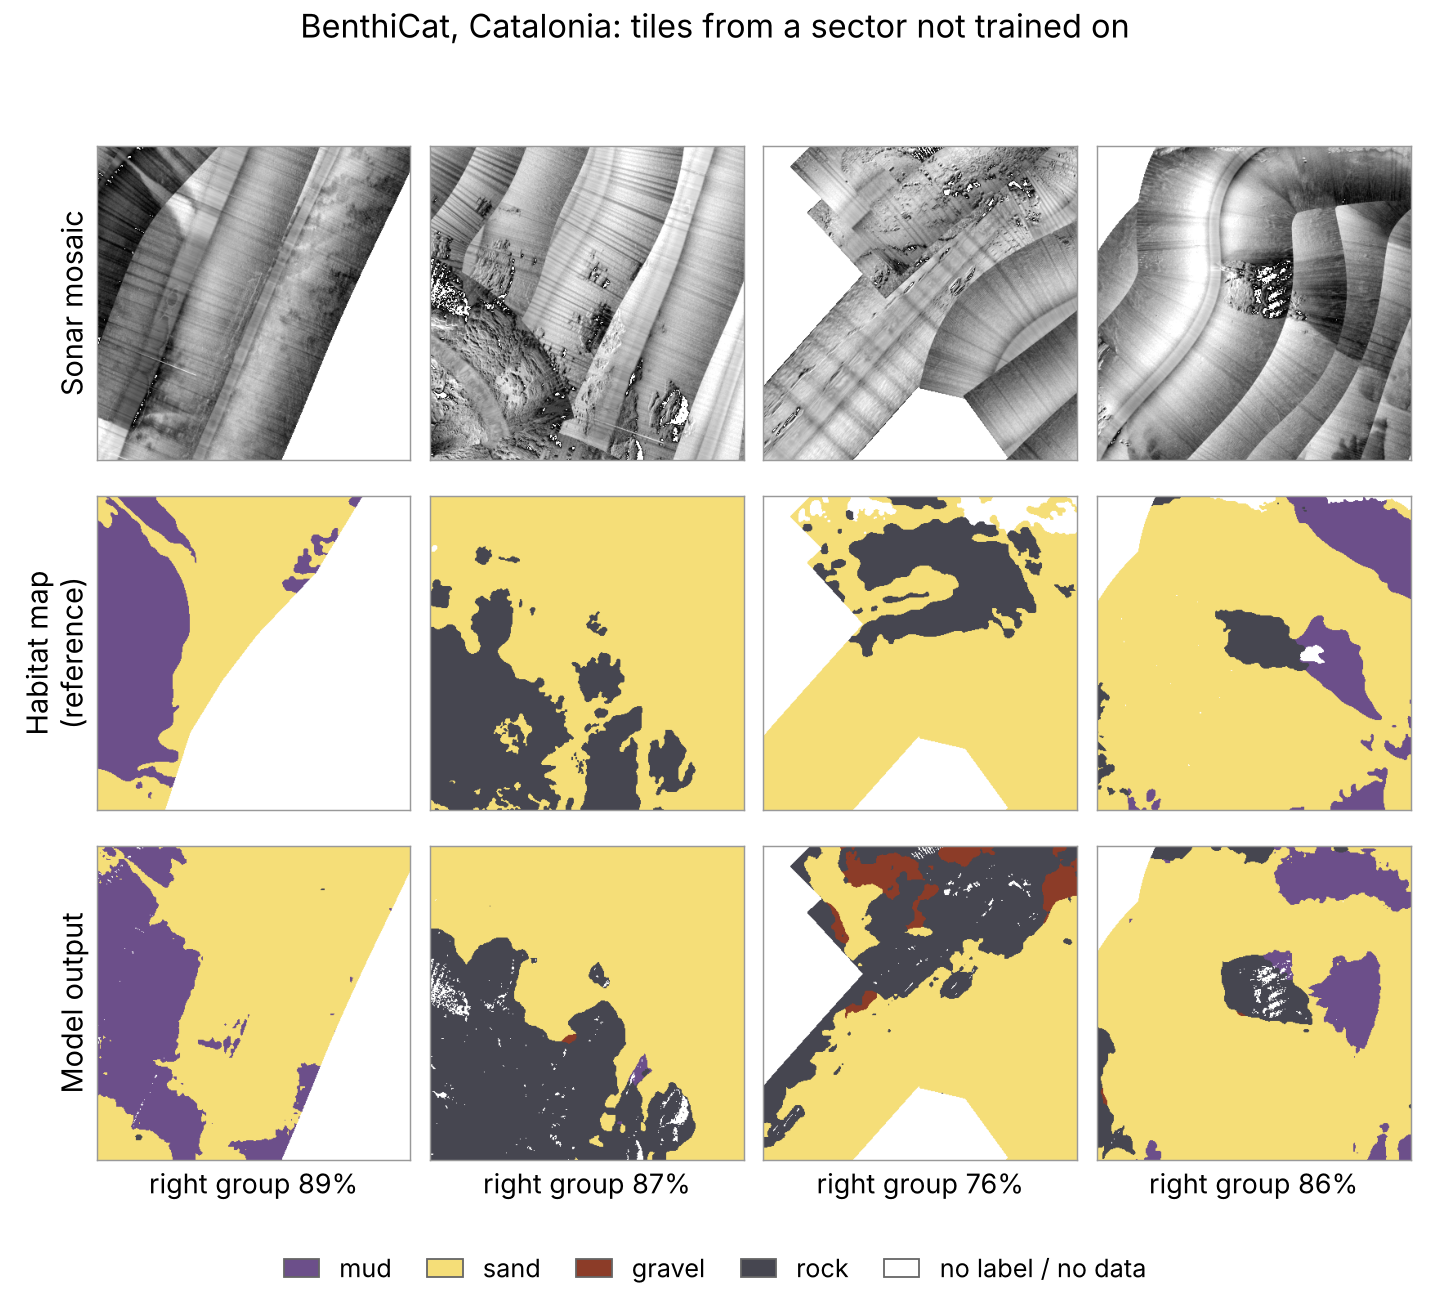 BenthiCat, Catalonia: tiles from a sector not trained on
Sonar mosaic
Habitat map
(reference)
Model output
right group 89%
right group 87%
right group 76%
right group 86%
mud
sand
gravel
rock
no label / no data